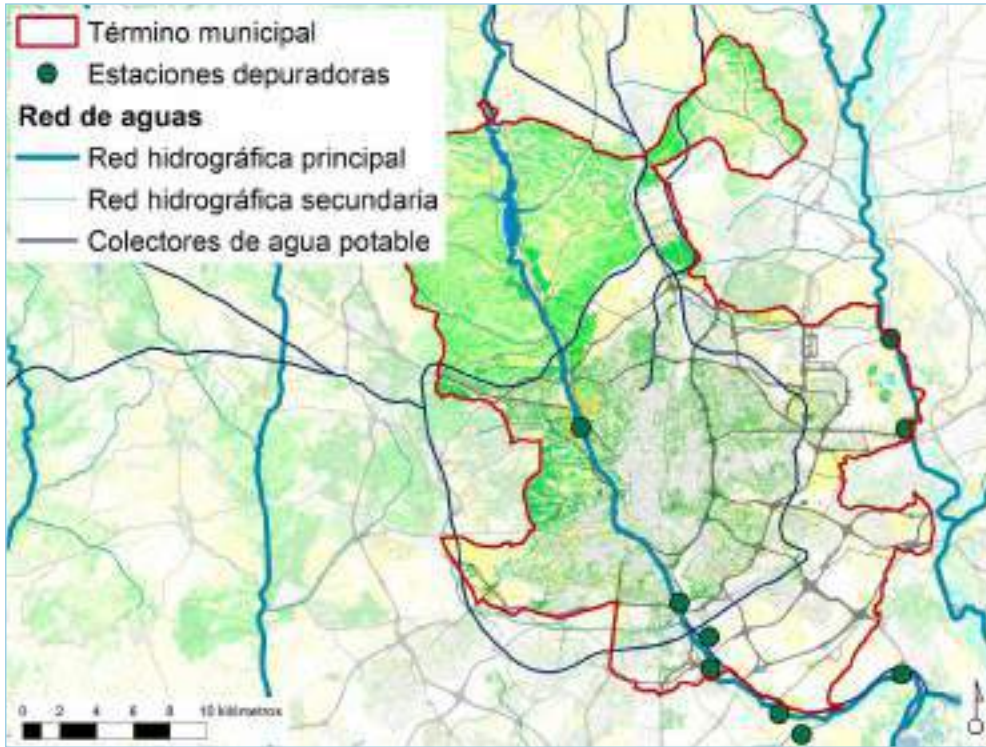 Término municipal
Estaciones depuradoras
Red de aguas
Red hidrográfica principal
Red hidrográfica secundaria
Colectores de agua potable
0 2 4 6 8 10 kilómetros